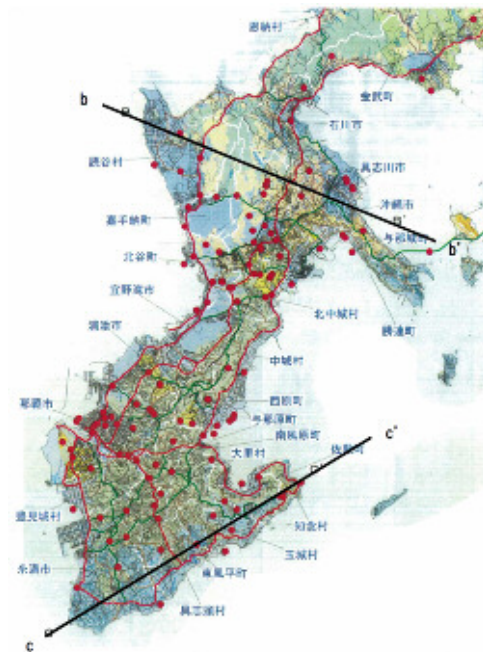 恩納村
金武町
石川市
b
読谷村
具志川市
沖縄市
嘉手納町
与那城町
b'
北谷町
宜野湾市
北中城村
勝連町
浦添市
中城村
西原町
那覇市
与那原町
南風原町
c'
大里村
佐敷町
豊見城村
知念村
玉城村
糸満市
東風平町
具志頭村
c